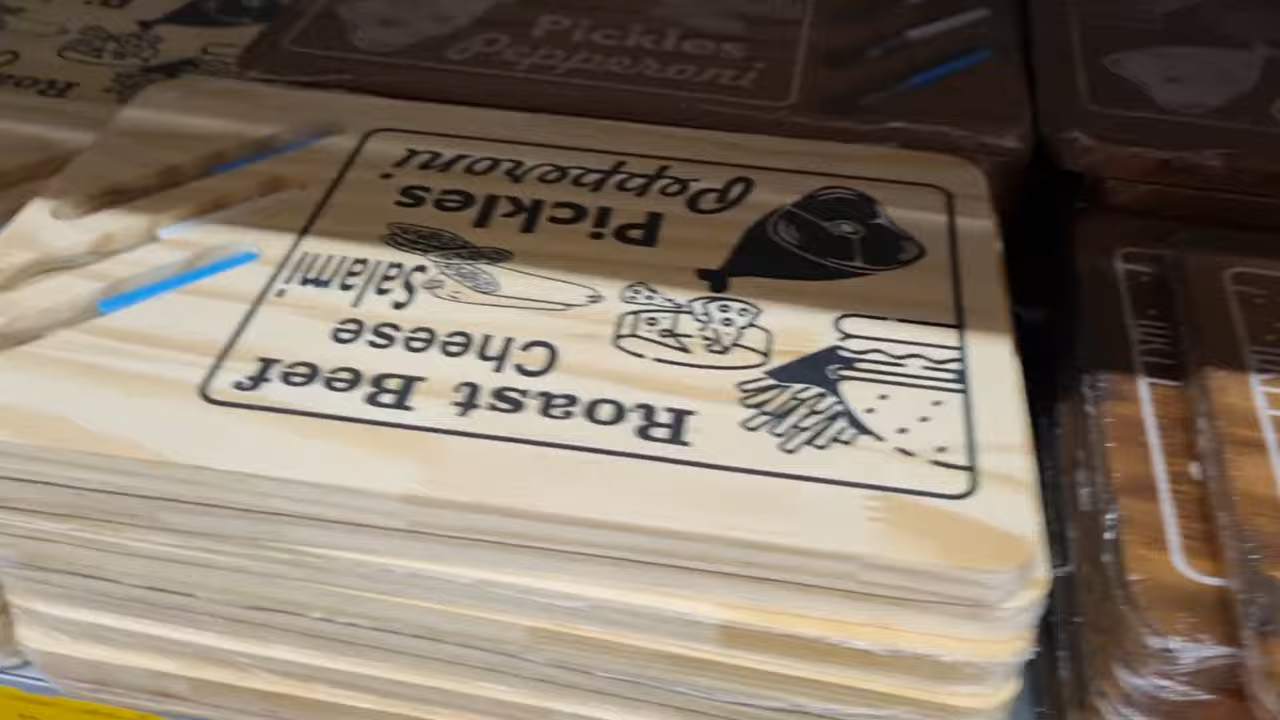 Roast Beef
Cheese
Salami
Pickles
Pepperoni
Pickles
Pepperoni